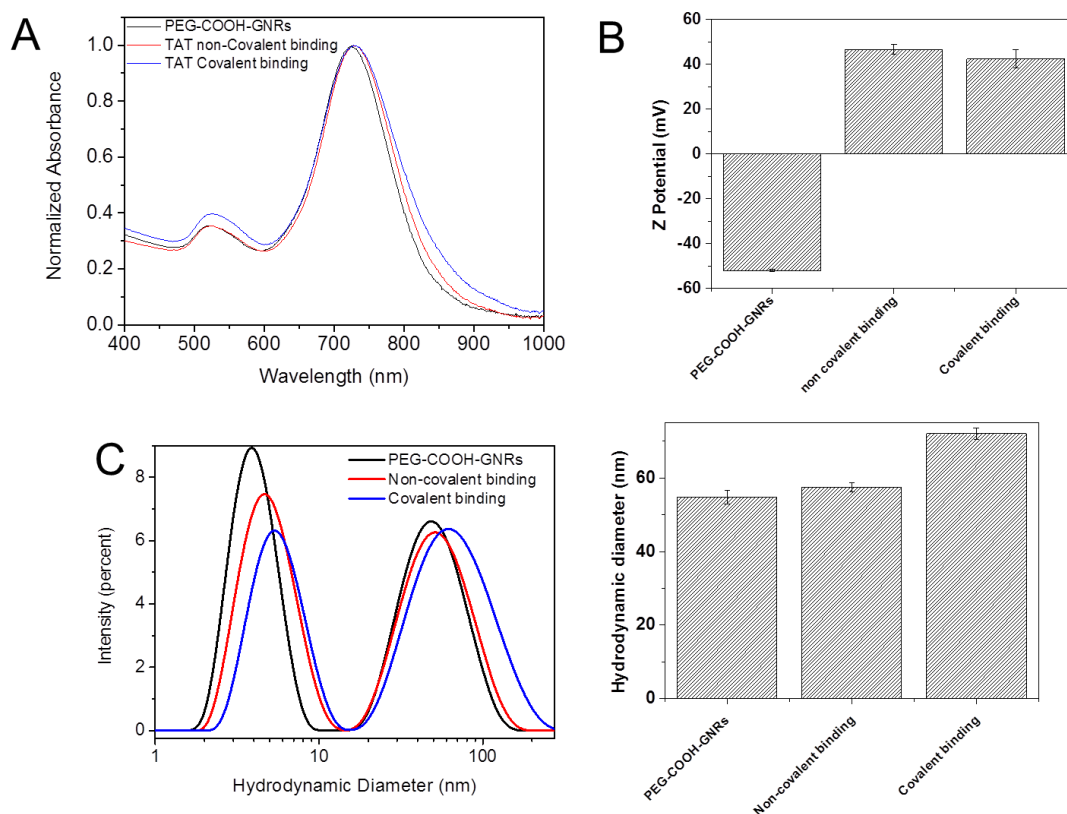 A
PEG-COOH-GNRs
TAT non-Covalent binding
TAT Covalent binding
Normalized Absorbance
1.0
0.8
0.6
0.4
0.2
0.0
400 500 600 700 800 900 1000
Wavelength (nm)
B
Z Potential (mV)
60
40
20
0
-20
-40
-60
PEG-COOH-GNRs
non covalent binding
Covalent binding
C
PEG-COOH-GNRs
Non-covalent binding
Covalent binding
Intensity (percent)
8
6
4
2
0
1 10 100
Hydrodynamic Diameter (nm)
Hydrodynamic diameter (nm)
60
40
20
0
PEG-COOH-GNRs
Non-covalent binding
Covalent binding